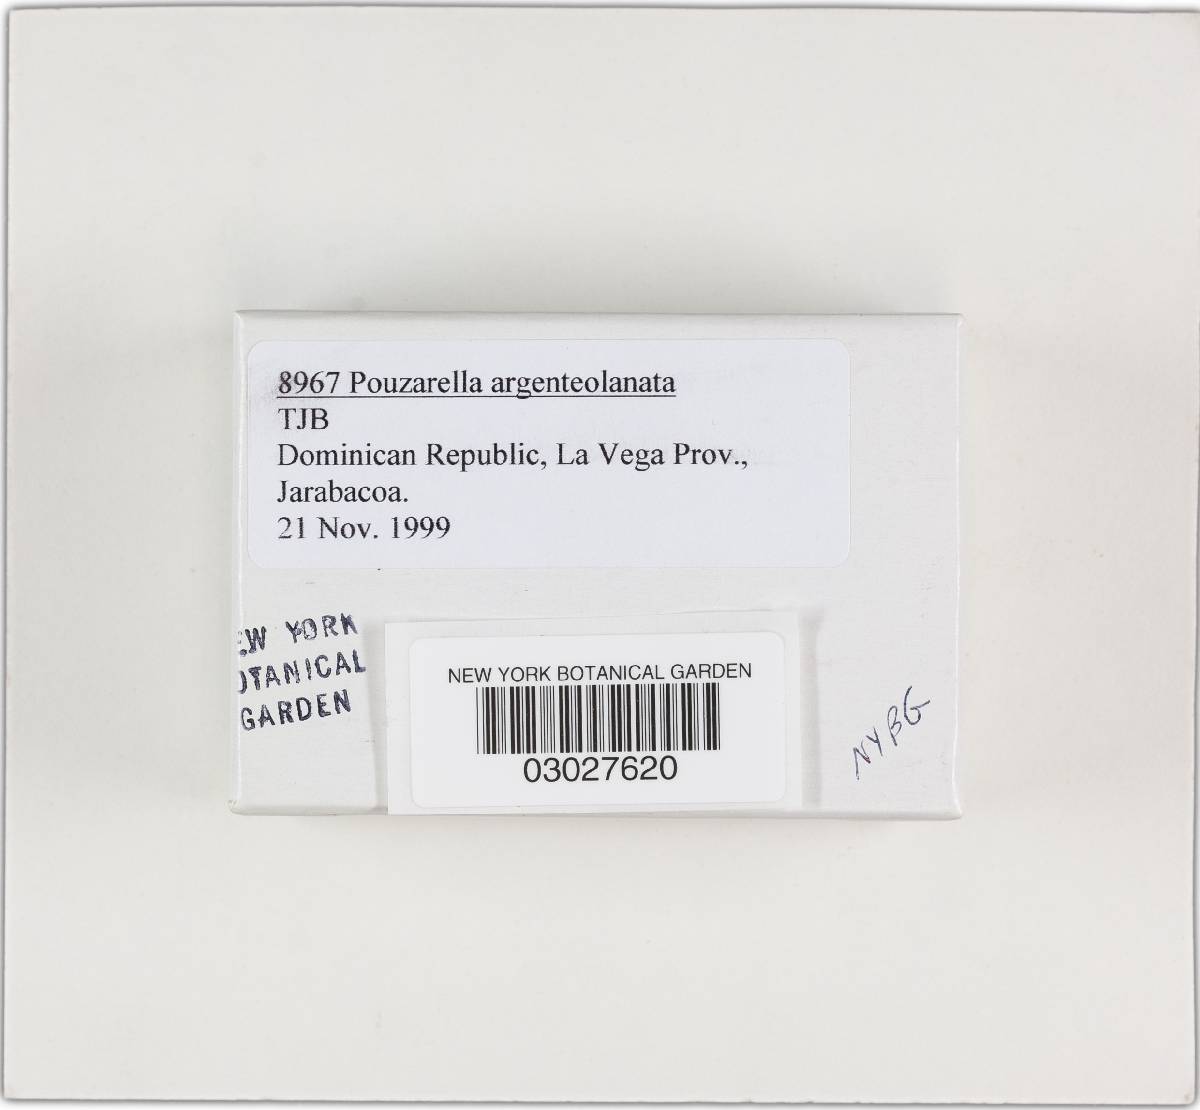 8967 Pouzarella argenteolanata
TJB
Dominican Republic, La Vega Prov.,
Jarabacoa.
21 Nov. 1999
EW YORK
OTANICAL
GARDEN
NEW YORK BOTANICAL GARDEN
03027620
NYBG